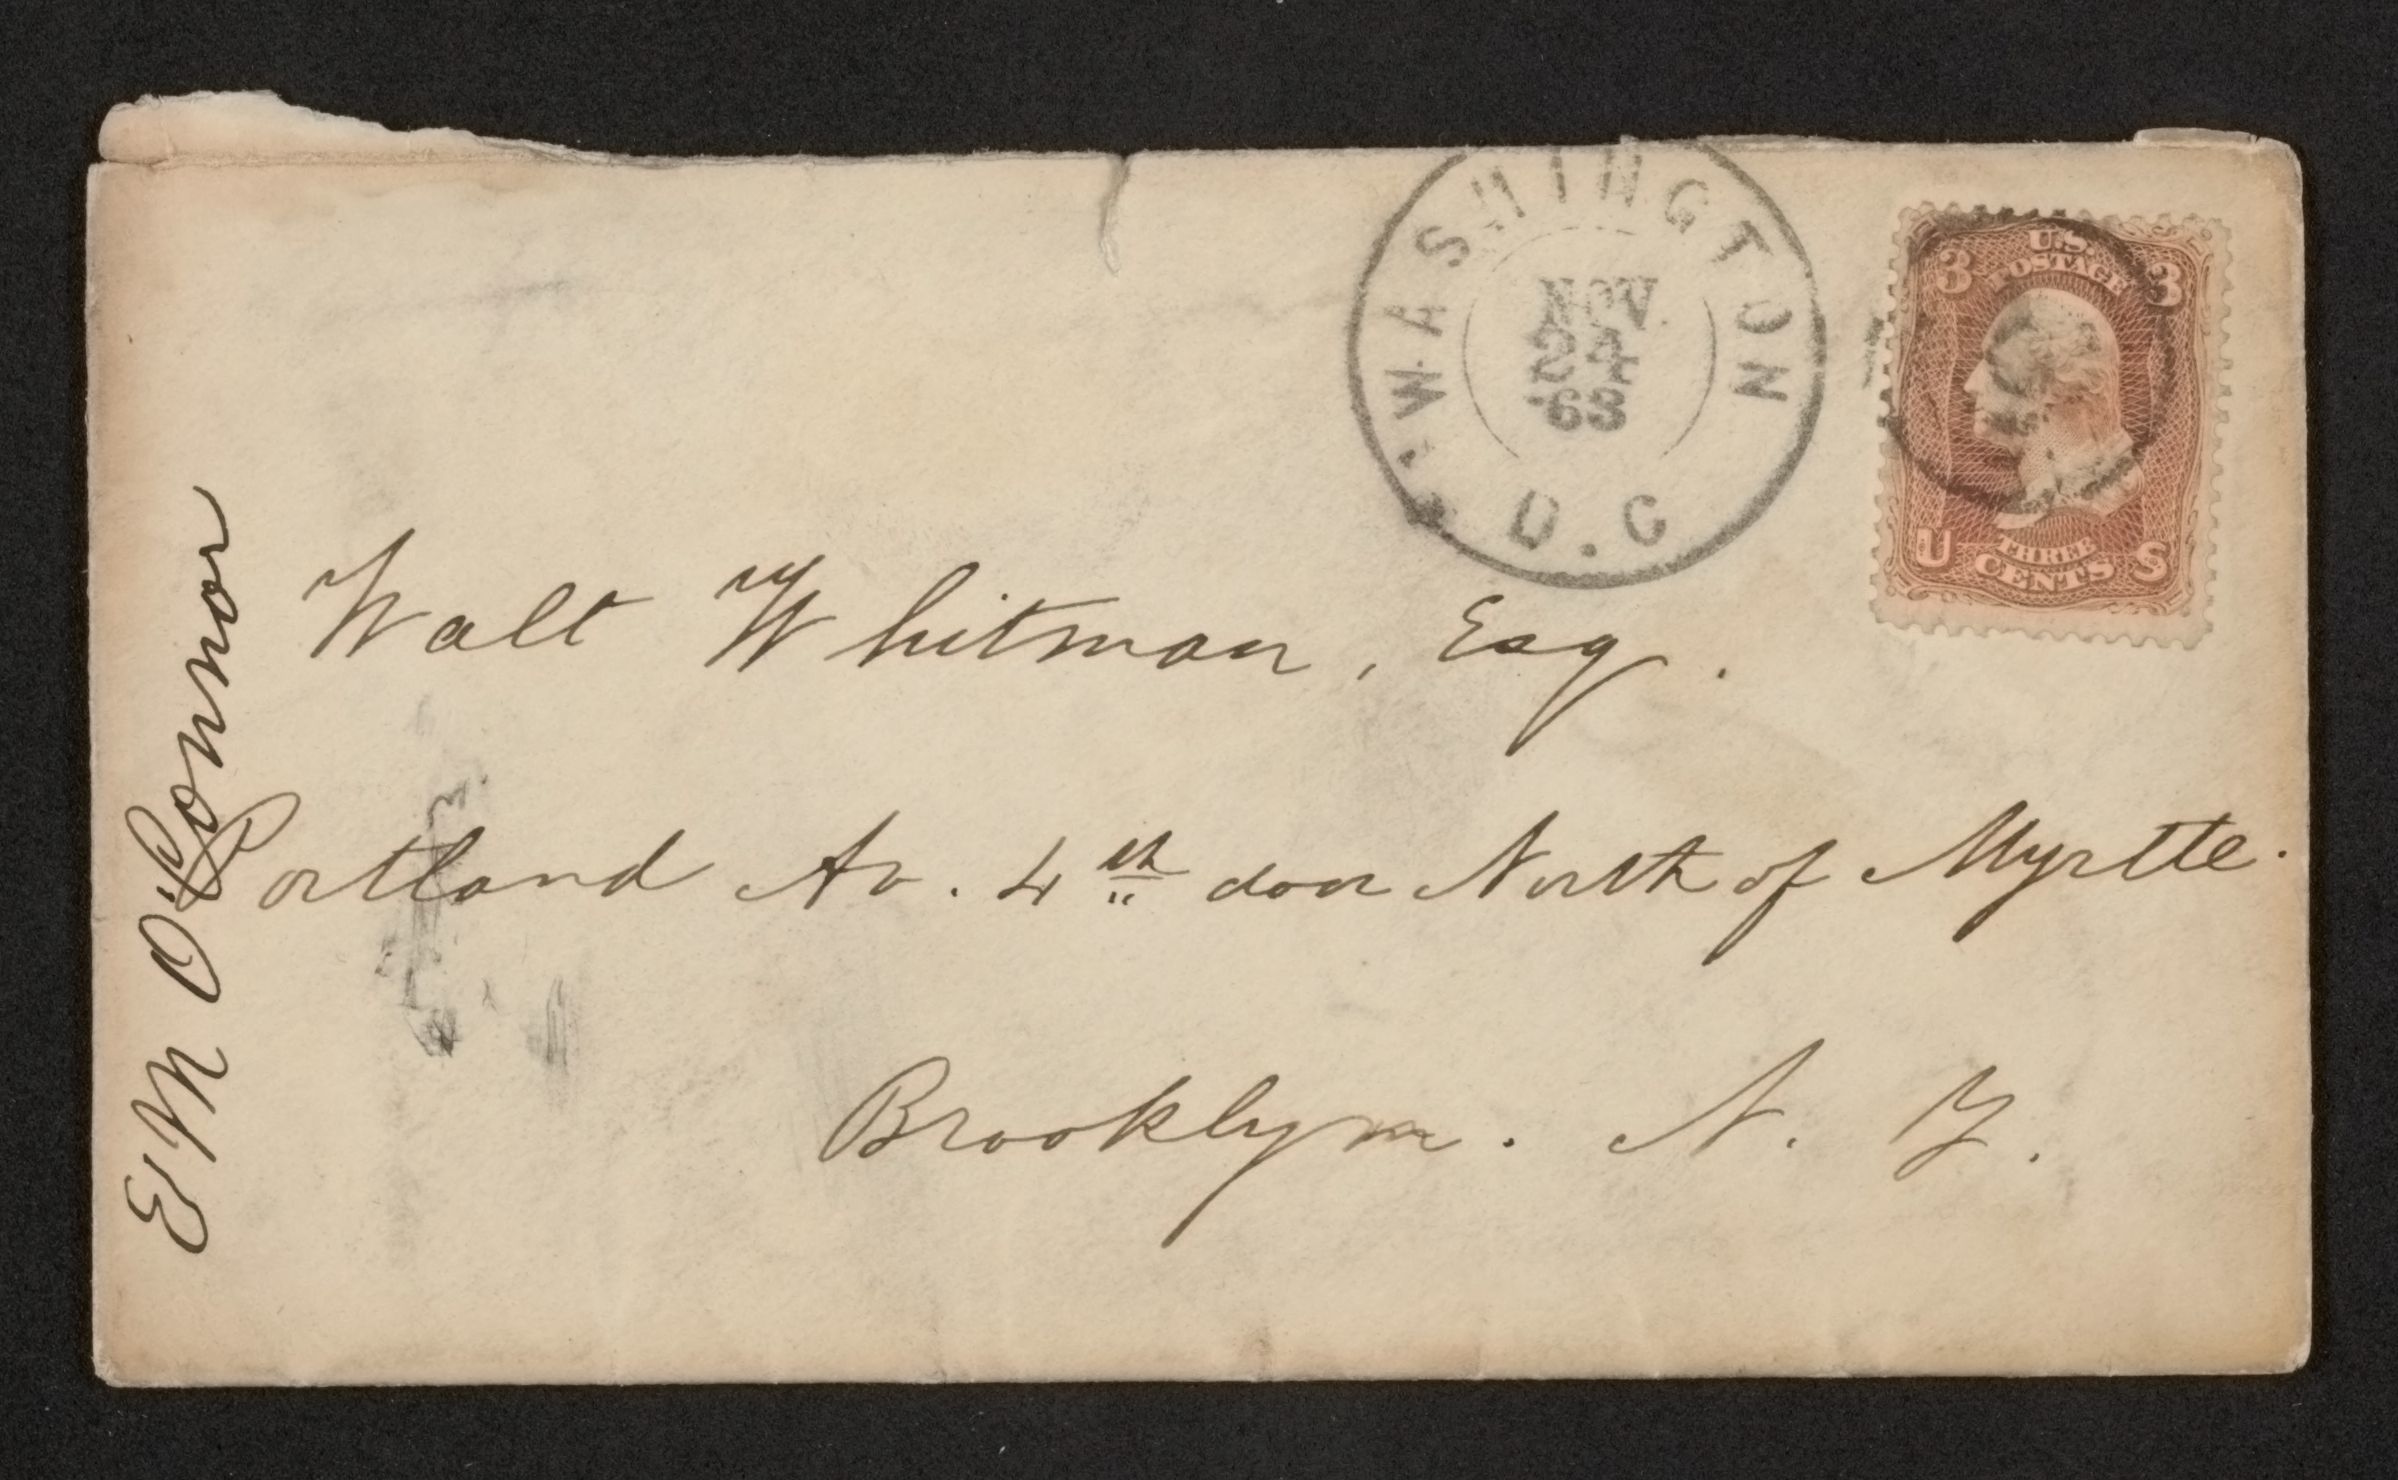 WASHINGTON
NOV.
24
'63
D.C
U.S.
POSTAGE
3 3
THREE
CENTS
U S
Walt Whitman, Esq.
Portland Av. 4th door North of Myrtle.
Brooklyn. N. Y.
E M O'Connor